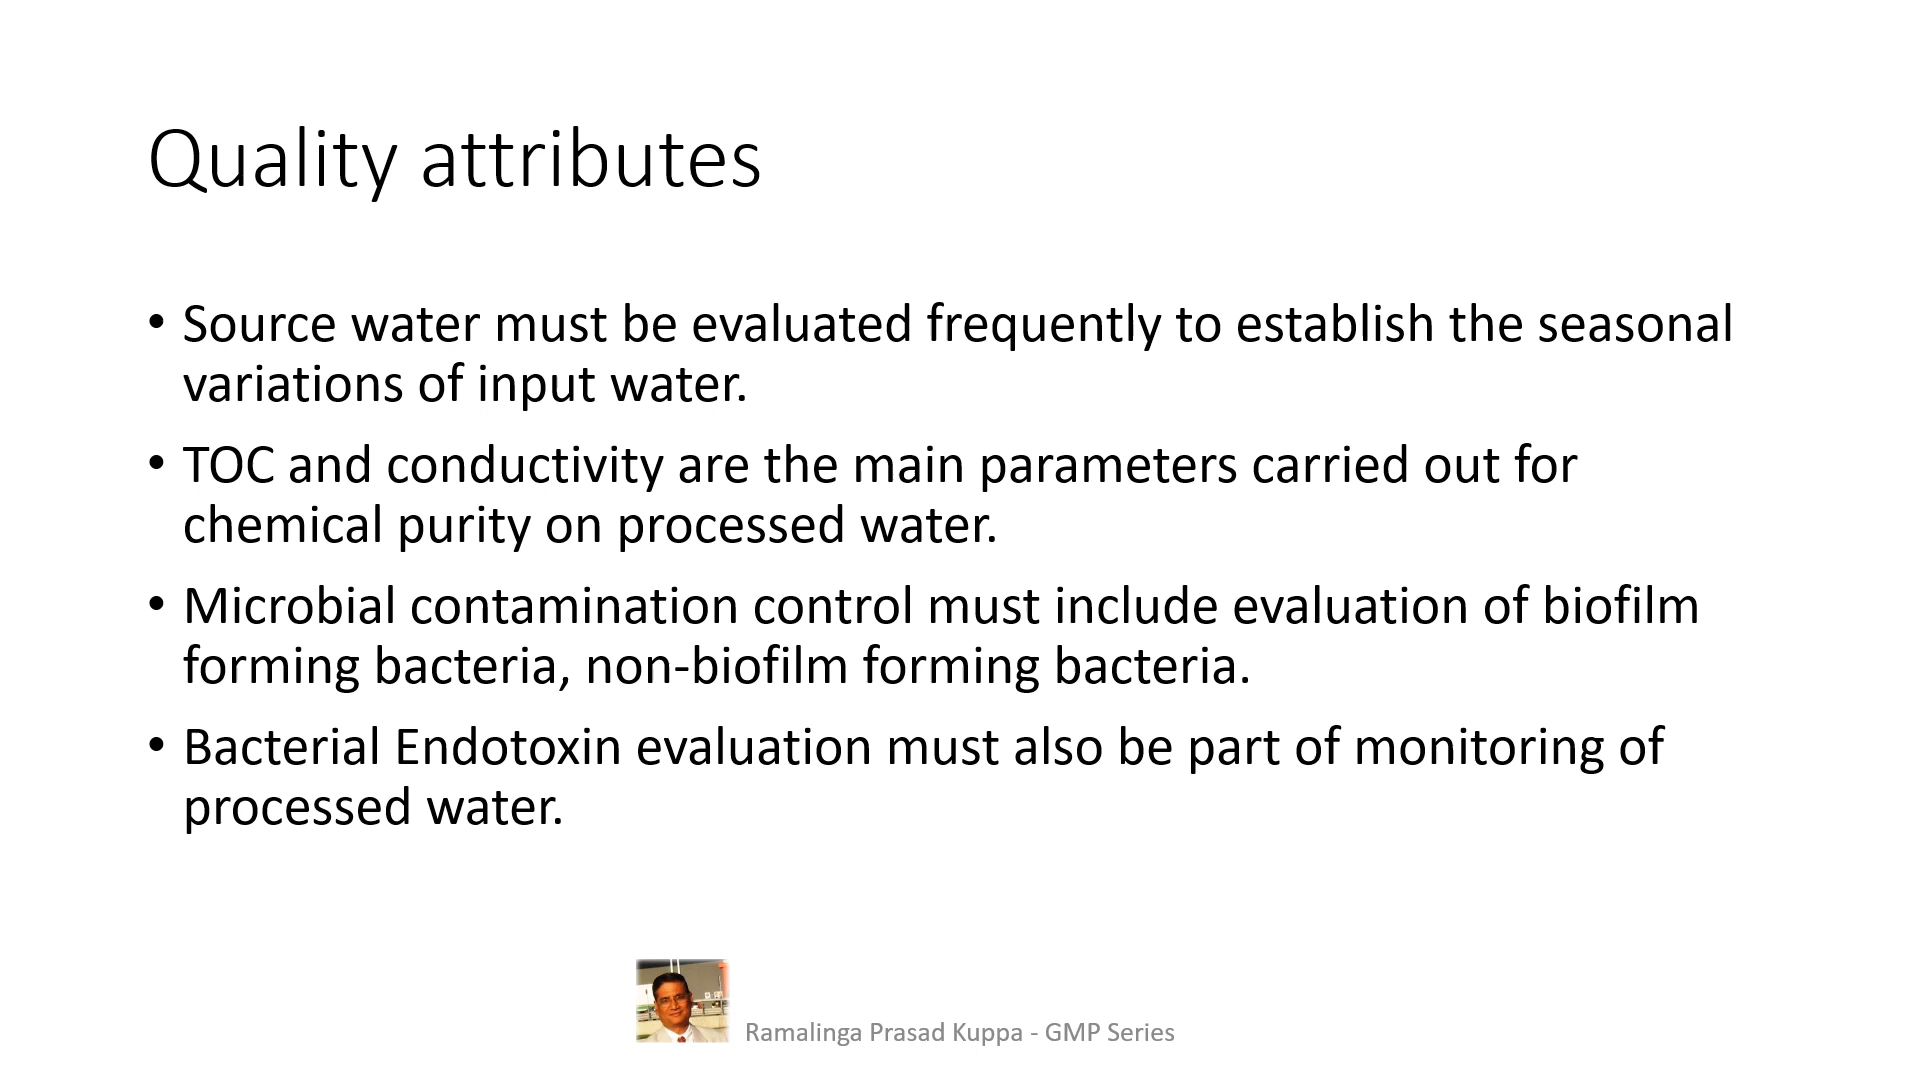 Quality attributes
• Source water must be evaluated frequently to establish the seasonal
variations of input water.
• TOC and conductivity are the main parameters carried out for
chemical purity on processed water.
• Microbial contamination control must include evaluation of biofilm
forming bacteria, non-biofilm forming bacteria.
• Bacterial Endotoxin evaluation must also be part of monitoring of
processed water.
Ramalinga Prasad Kuppa - GMP Series